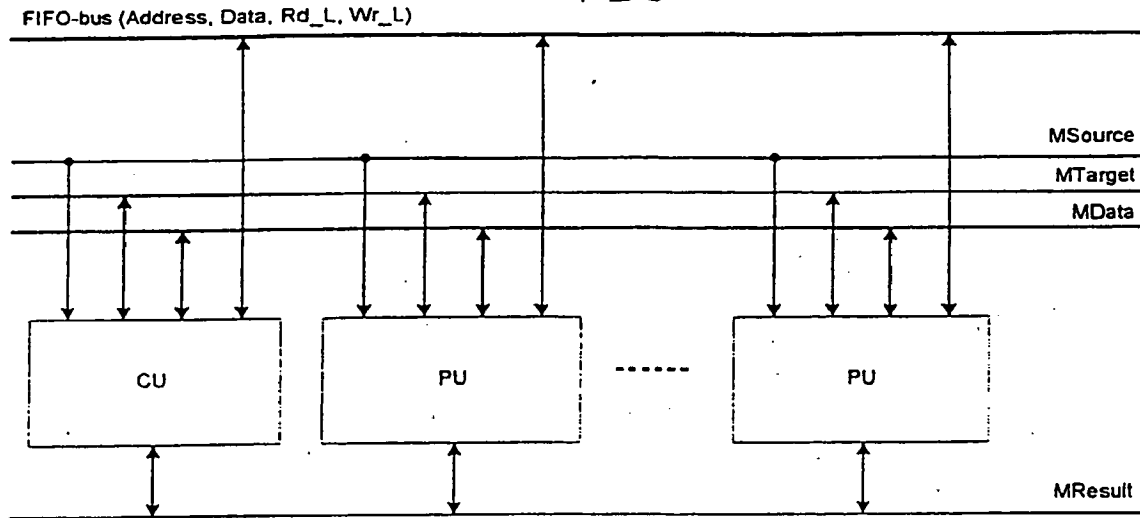 FIFO-bus (Address, Data, Rd_L, Wr_L)
MSource
MTarget
MData
CU
PU
PU
MResult